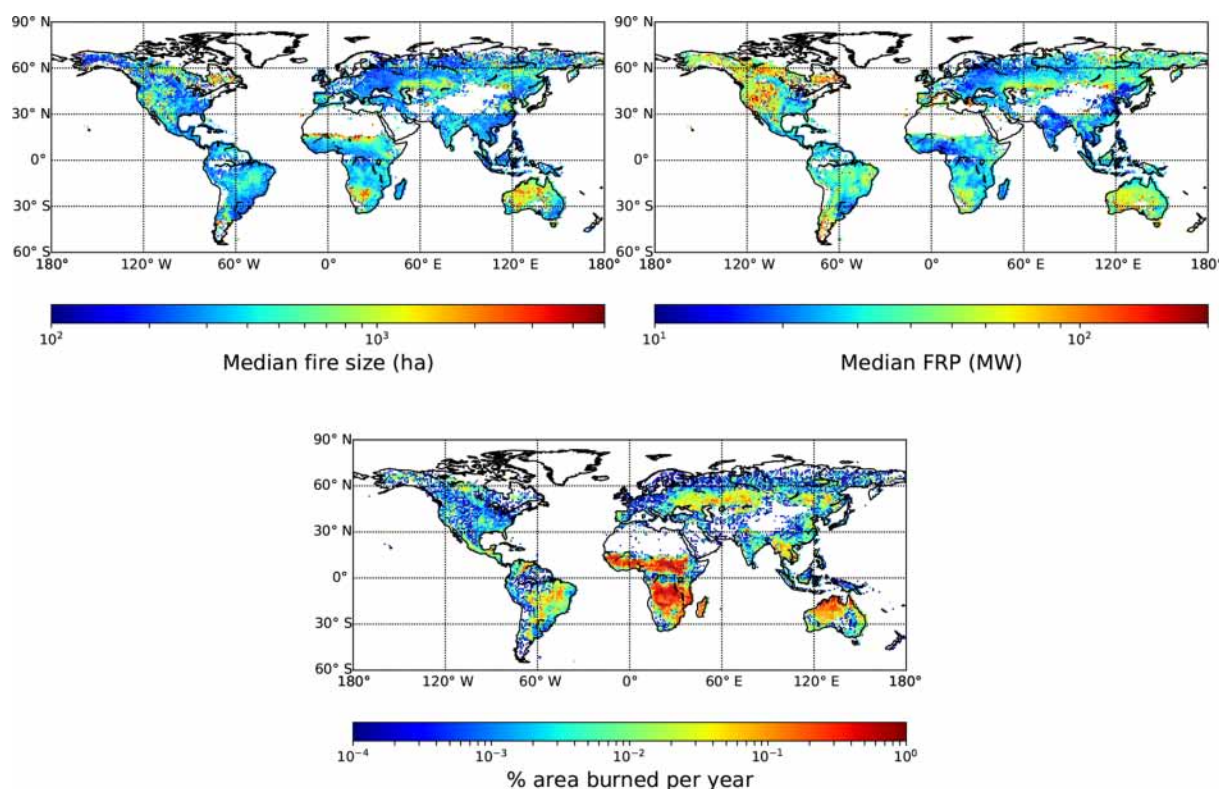 90° N 90° N
60° N 60° N
30° N 30° N
0° 0°
30° S 30° S
60° S 60° S
180° 120° W 60° W 0° 60° E 120° E 180° 180° 120° W 60° W 0° 60° E 120° E 180°
10² 10³ 10¹ 10²
Median fire size (ha) Median FRP (MW)
90° N
60° N
30° N
0°
30° S
60° S
180° 120° W 60° W 0° 60° E 120° E 180°
10⁻⁴ 10⁻³ 10⁻² 10⁻¹ 10⁰
% area burned per year